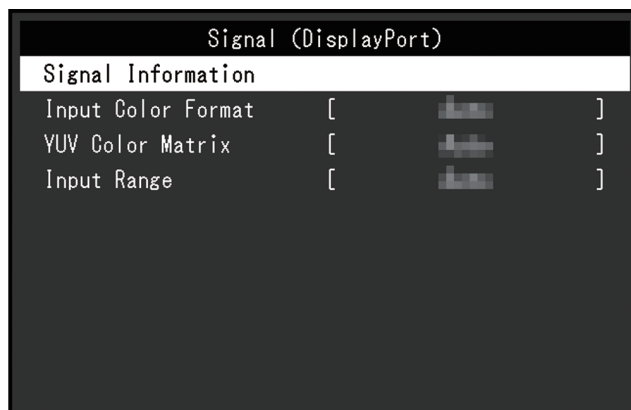 Signal (DisplayPort)
Signal Information
Input Color Format [ ]
YUV Color Matrix [ ]
Input Range [ ]